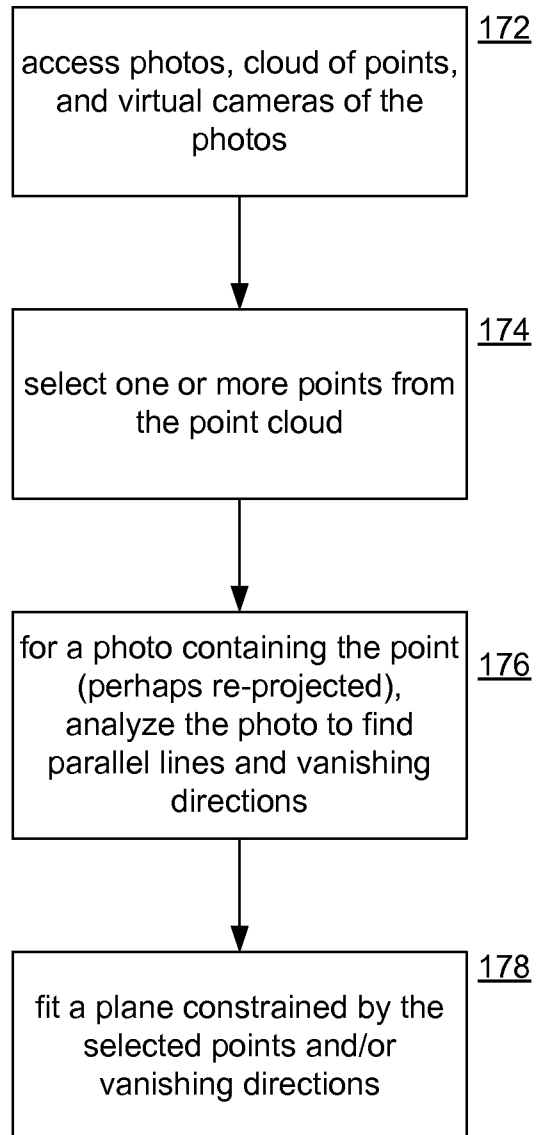 172
access photos, cloud of points,
and virtual cameras of the
photos
174
select one or more points from
the point cloud
176
for a photo containing the point
(perhaps re-projected),
analyze the photo to find
parallel lines and vanishing
directions
178
fit a plane constrained by the
selected points and/or
vanishing directions